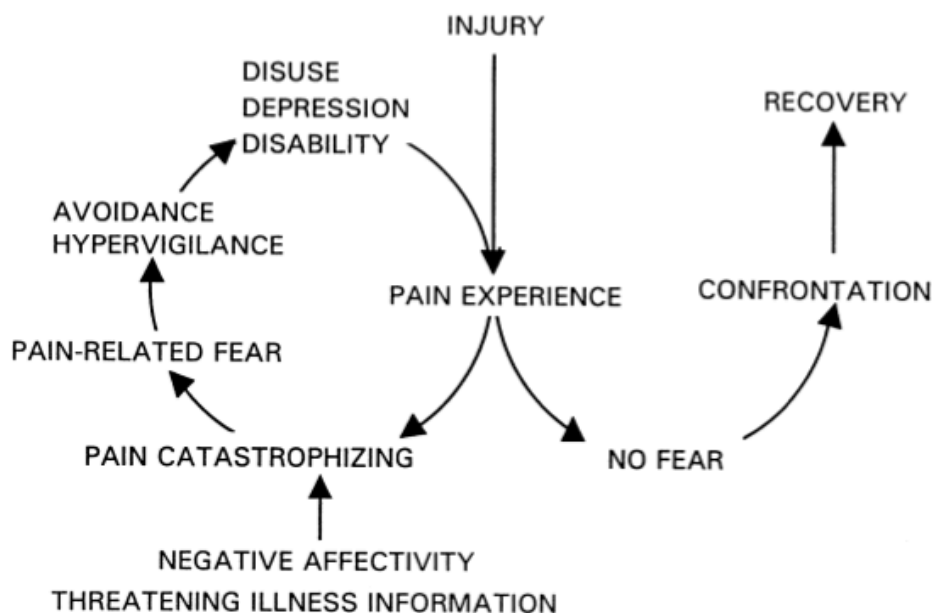 INJURY
DISUSE
DEPRESSION
DISABILITY
RECOVERY
AVOIDANCE
HYPERVIGILANCE
PAIN EXPERIENCE
CONFRONTATION
PAIN-RELATED FEAR
PAIN CATASTROPHIZING
NO FEAR
NEGATIVE AFFECTIVITY
THREATENING ILLNESS INFORMATION